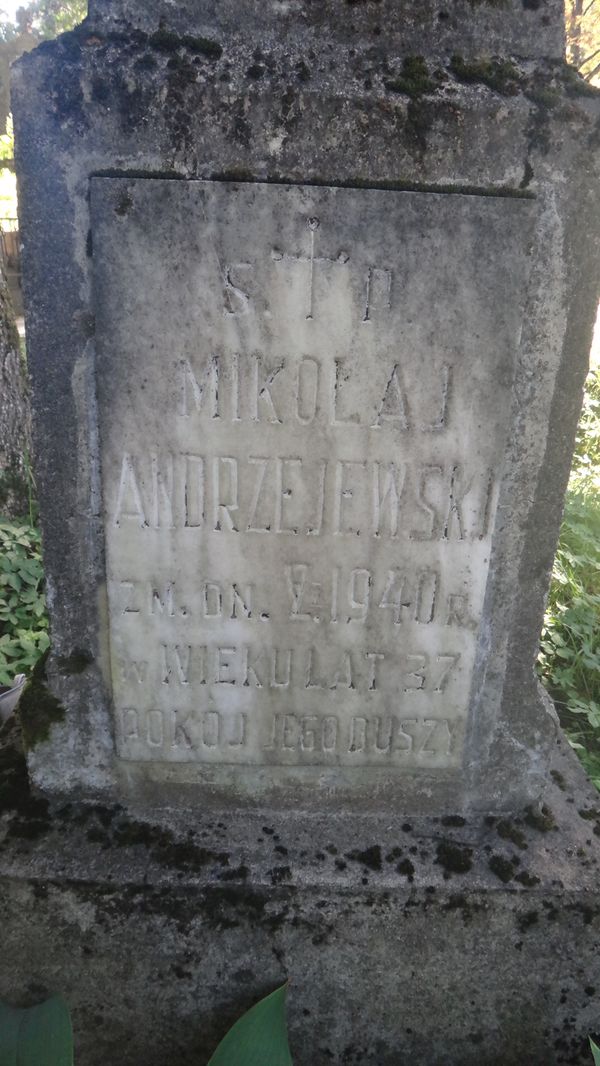 S. P.
MIKOŁAJ
ANDRZEJEWSKI
ZM. DN. 1940 R.
W WIEKU LAT 37
POKÓJ JEGO DUSZY